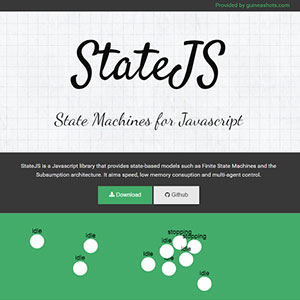 Provided by guineashots.com
StateJS
State Machines for Javascript
StateJS is a Javascript library that provides state-based models such as Finite State Machines and the
Subsumption architecture. It aims speed, low memory consuption and multi-agent control.
Download
Github
idle
idle
idle
stopping
stopping
idle
idle
idle
idle